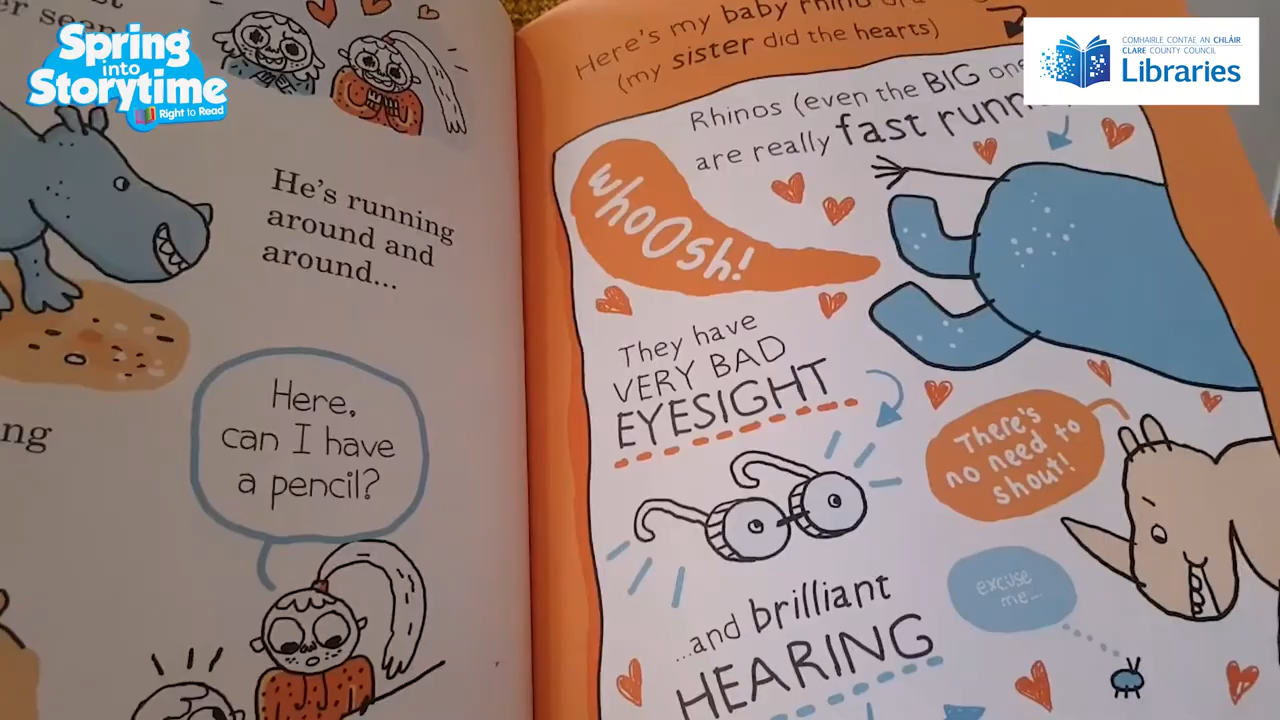 Spring
into
Storytime
Right to Read
COMHAIRLE CONTAE AN CHLÁIR
CLARE COUNTY COUNCIL
Libraries
He's running
around and
around...
Here,
can I have
a pencil?
Here's my baby rhino
(my sister did the hearts)
Rhinos (even the BIG
are really fast
whoOsh!
They have
VERY BAD
EYESIGHT
There's
no need to
shout!
excuse
me...
...and brilliant
HEARING